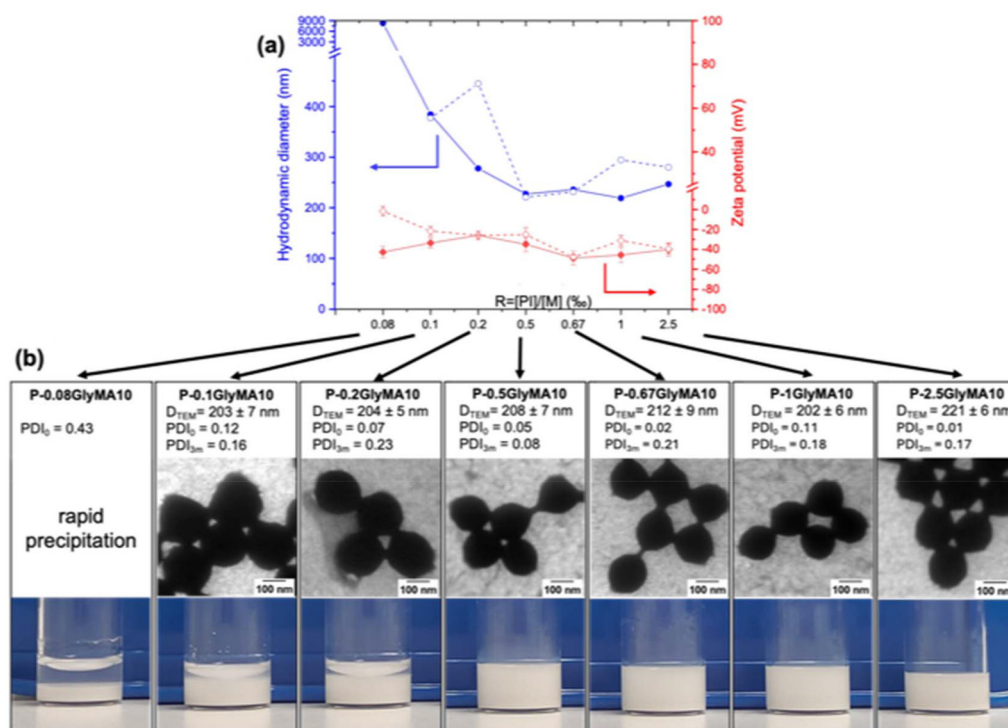 (a)
Hydrodynamic diameter (nm)
9000
6000
3000
400
300
200
100
0
100
80
60
40
0
-20
-40
-60
-80
-100
Zeta potential (mV)
R=[PI]/[M] (‰)
0.08 0.1 0.2 0.5 0.67 1 2.5
(b)
P-0.08GlyMA10
PDI₀ = 0.43
rapid
precipitation
P-0.1GlyMA10
D_TEM = 203 ± 7 nm
PDI₀ = 0.12
PDI₃ₘ = 0.16
100 nm
P-0.2GlyMA10
D_TEM = 204 ± 5 nm
PDI₀ = 0.07
PDI₃ₘ = 0.23
100 nm
P-0.5GlyMA10
D_TEM = 208 ± 7 nm
PDI₀ = 0.05
PDI₃ₘ = 0.08
100 nm
P-0.67GlyMA10
D_TEM = 212 ± 9 nm
PDI₀ = 0.02
PDI₃ₘ = 0.21
100 nm
P-1GlyMA10
D_TEM = 202 ± 6 nm
PDI₀ = 0.11
PDI₃ₘ = 0.18
100 nm
P-2.5GlyMA10
D_TEM = 221 ± 6 nm
PDI₀ = 0.01
PDI₃ₘ = 0.17
100 nm